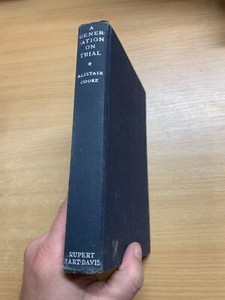 A
GENER-
ATION
ON
TRIAL
ALISTAIR
COOKE
RUPERT
HART-DAVIS